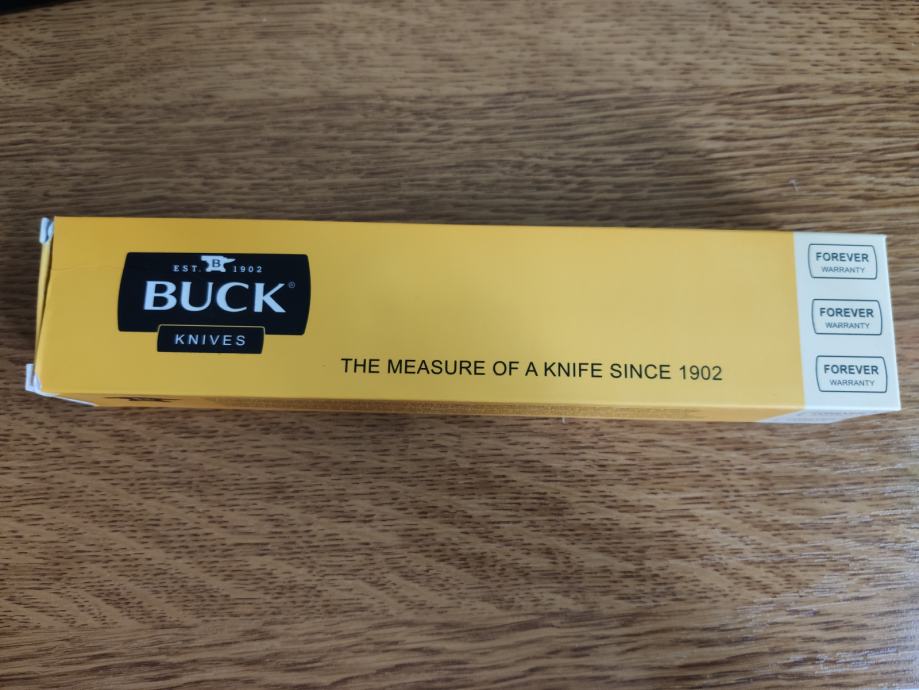 EST. B 1902
BUCK®
KNIVES
THE MEASURE OF A KNIFE SINCE 1902
FOREVER
WARRANTY
FOREVER
WARRANTY
FOREVER
WARRANTY